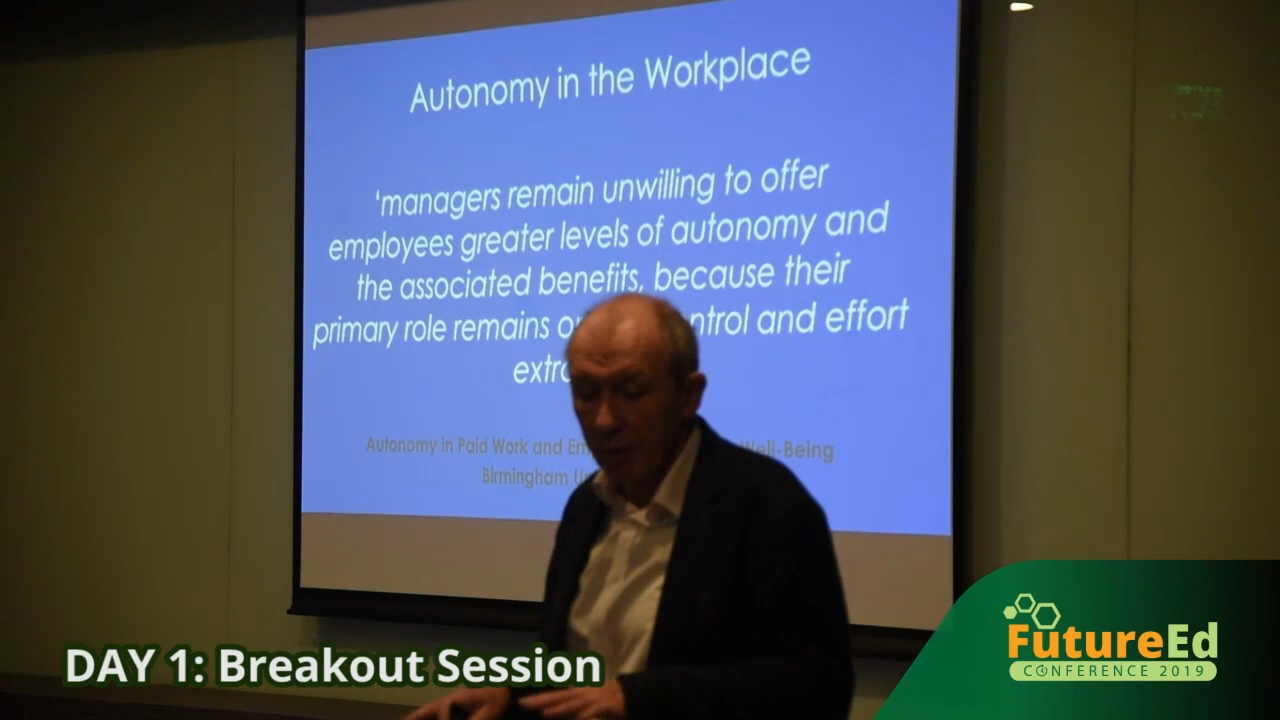 Autonomy in the Workplace
‘managers remain unwilling to offer
employees greater levels of autonomy and
the associated benefits, because their
primary role remains and effort
Autonomy in Paid Work and Well-Being
Birmingham
DAY 1: Breakout Session
FutureEd
CONFERENCE 2019